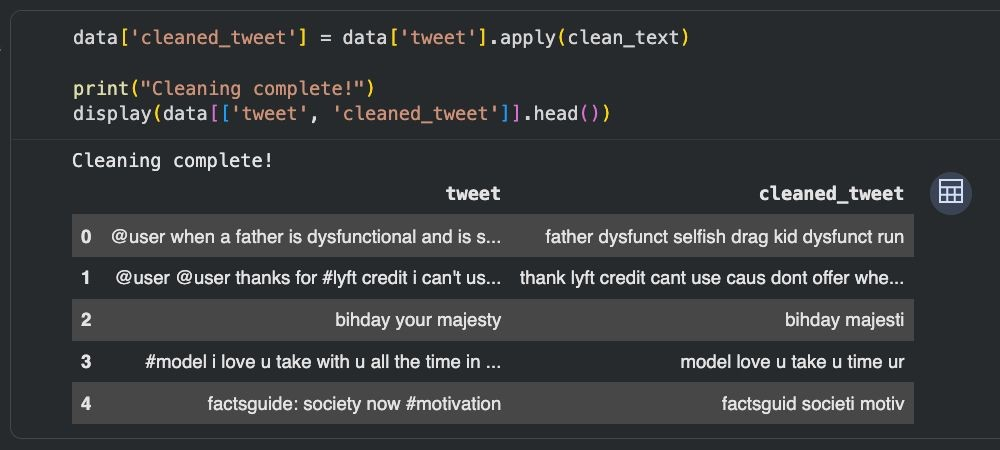 data['cleaned_tweet'] = data['tweet'].apply(clean_text)
print("Cleaning complete!")
display(data[['tweet', 'cleaned_tweet']].head())
Cleaning complete!
tweet cleaned_tweet
0 @user when a father is dysfunctional and is s... father dysfunct selfish drag kid dysfunct run
1 @user @user thanks for #lyft credit i can't us... thank lyft credit cant use caus dont offer whe...
2 bihday your majesty bihday majesti
3 #model i love u take with u all the time in ... model love u take u time ur
4 factsguide: society now #motivation factsguid societi motiv